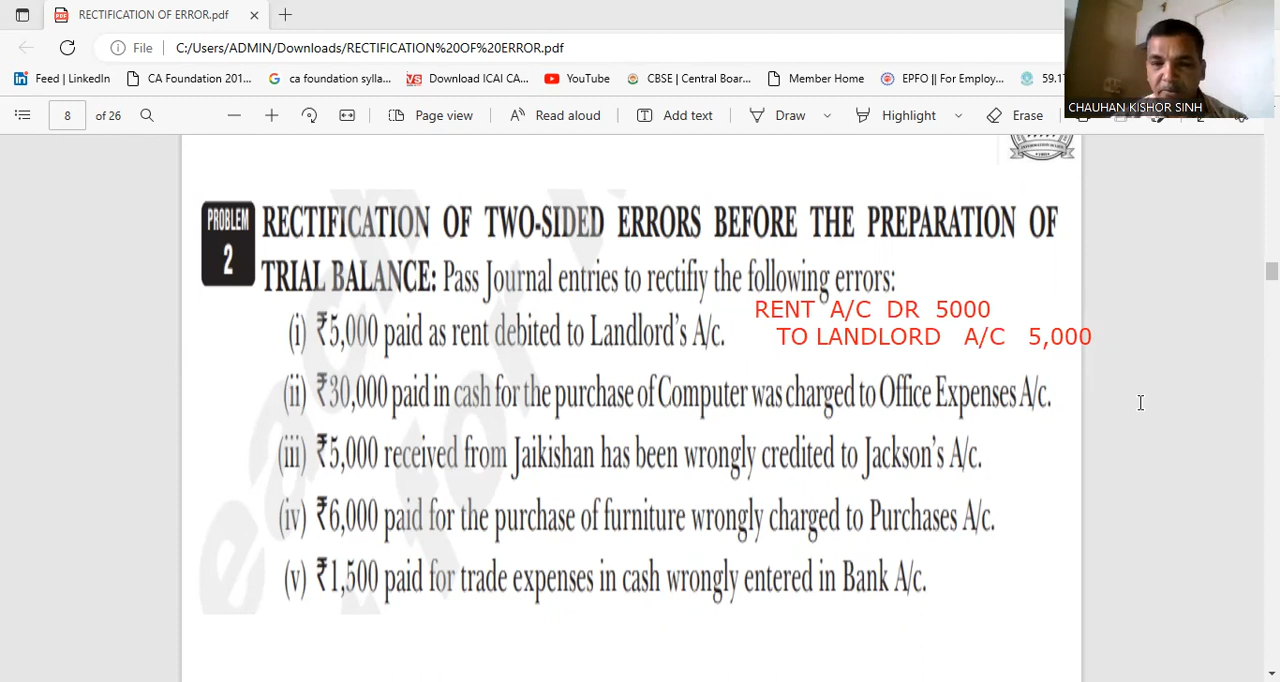 RECTIFICATION OF ERROR.pdf
File C:/Users/ADMIN/Downloads/RECTIFICATION%20OF%20ERROR.pdf
Feed | LinkedIn CA Foundation 201... ca foundation sylla... Download ICAI CA... YouTube CBSE | Central Boar... Member Home EPFO || For Employ... 59.1
CHAUHAN KISHOR SINH
8 of 26 Page view Read aloud Add text Draw Highlight Erase
PROBLEM 2
RECTIFICATION OF TWO-SIDED ERRORS BEFORE THE PREPARATION OF
TRIAL BALANCE: Pass Journal entries to rectifiy the following errors:
RENT A/C DR 5000
(i) ₹5,000 paid as rent debited to Landlord's A/c.
TO LANDLORD A/C 5,000
(ii) ₹30,000 paid in cash for the purchase of Computer was charged to Office Expenses A/c.
(iii) ₹5,000 received from Jaikishan has been wrongly credited to Jackson's A/c.
(iv) ₹6,000 paid for the purchase of furniture wrongly charged to Purchases A/c.
(v) ₹1,500 paid for trade expenses in cash wrongly entered in Bank A/c.